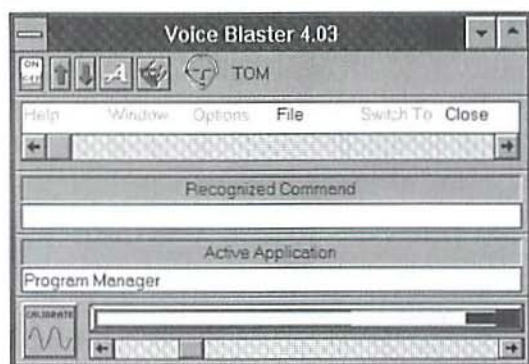 Voice Blaster 4.03
ON
OFF
A
TOM
Help Window Options File Switch To Close
Recognized Command
Active Application
Program Manager
CALIBRATE